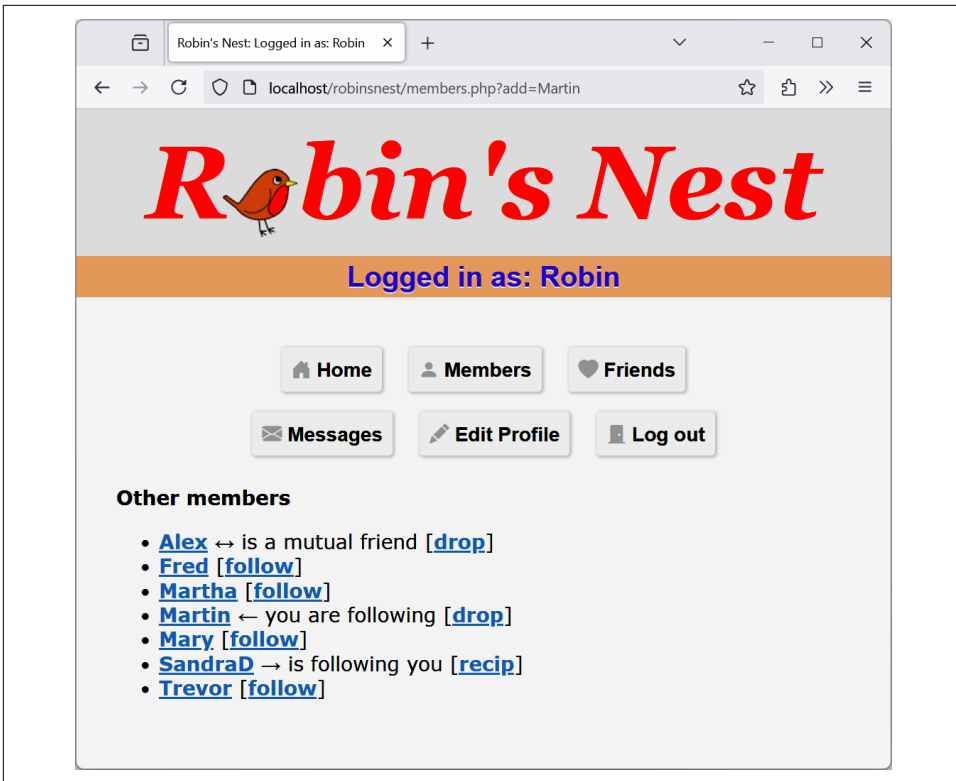 Robin's Nest: Logged in as: Robin
localhost/robinsnest/members.php?add=Martin
R bin's Nest
Logged in as: Robin
Home Members Friends
Messages Edit Profile Log out
Other members
• Alex ↔ is a mutual friend [drop]
• Fred [follow]
• Martha [follow]
• Martin ← you are following [drop]
• Mary [follow]
• SandraD → is following you [recip]
• Trevor [follow]